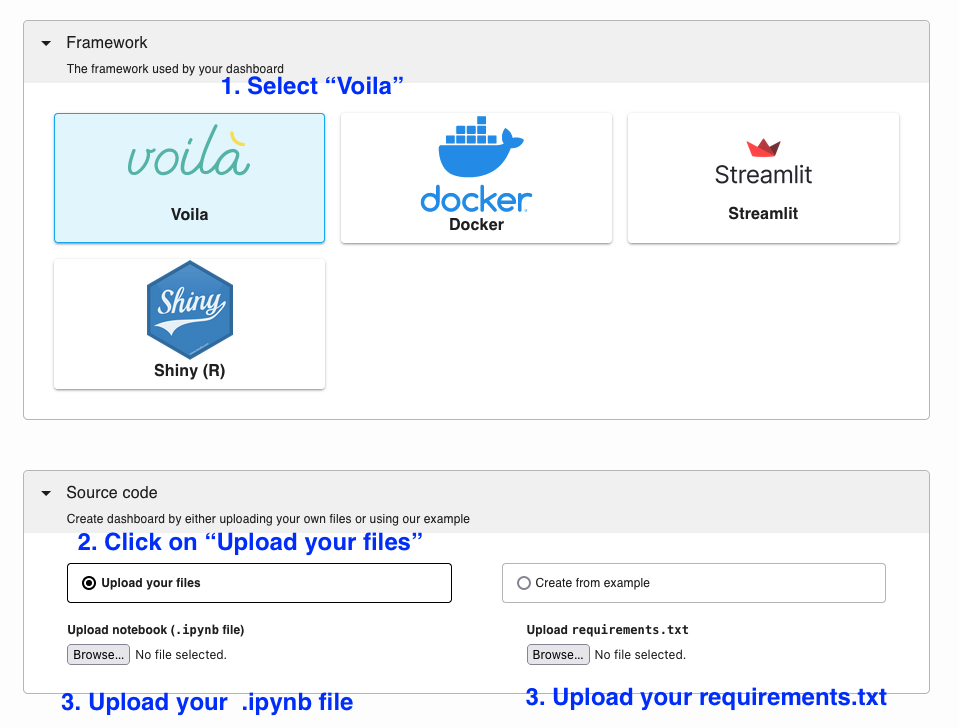 Framework
The framework used by your dashboard
1. Select “Voila”
voilà
Voila
docker
Docker
Streamlit
Streamlit
Shiny
Shiny (R)
Source code
Create dashboard by either uploading your own files or using our example
2. Click on “Upload your files”
Upload your files
Create from example
Upload notebook (.ipynb file)
Upload requirements.txt
Browse... No file selected.
Browse... No file selected.
3. Upload your .ipynb file
3. Upload your requirements.txt